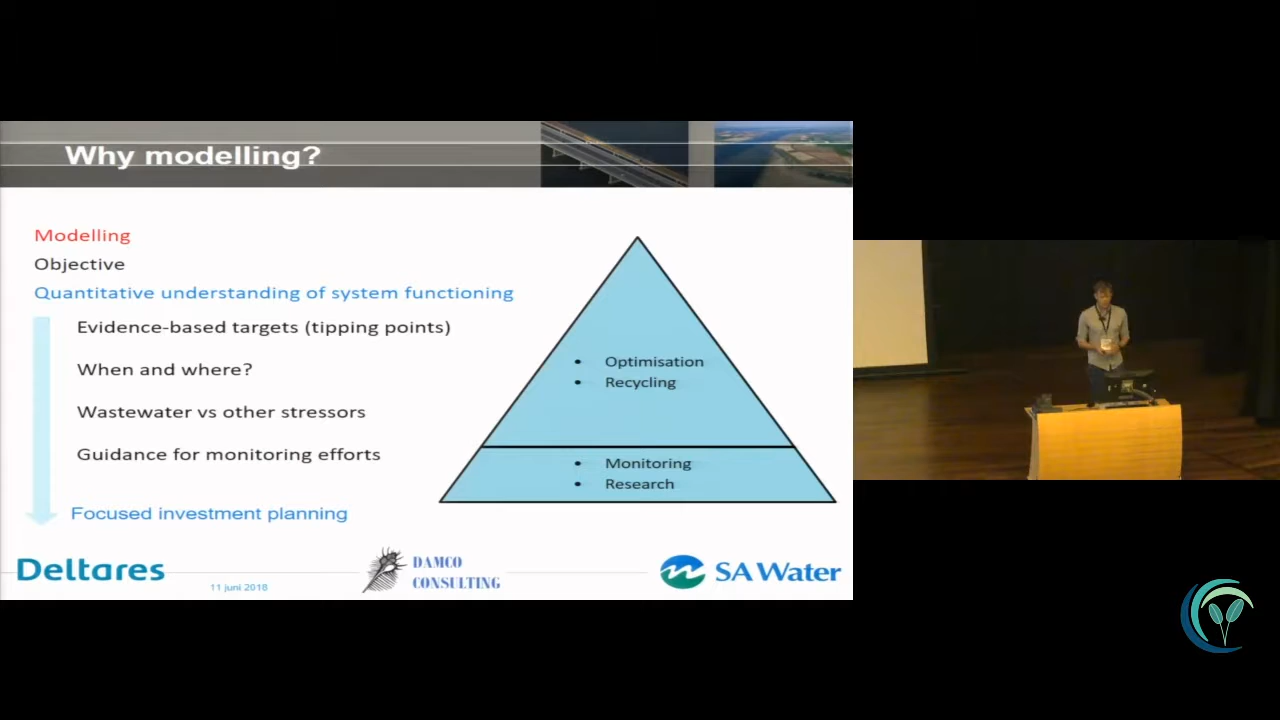 Why modelling?
Modelling
Objective
Quantitative understanding of system functioning
Evidence-based targets (tipping points)
When and where?
Wastewater vs other stressors
Guidance for monitoring efforts
Focused investment planning
• Optimisation
• Recycling
• Monitoring
• Research
Deltares
11 juni 2018
DAMCO
CONSULTING
SA Water